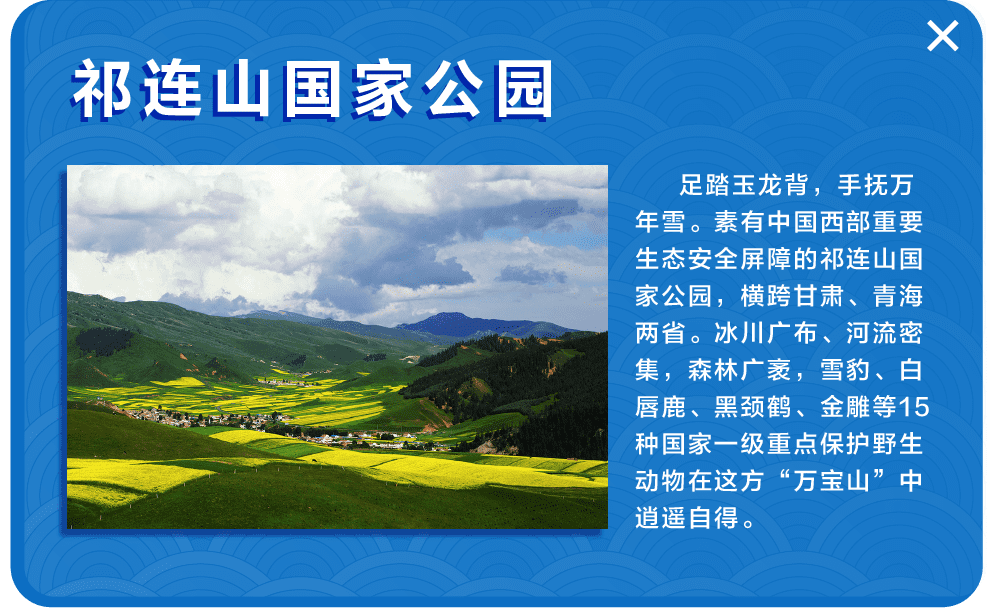 祁连山国家公园
足踏玉龙背，手抚万
年雪。素有中国西部重要
生态安全屏障的祁连山国
家公园，横跨甘肃、青海
两省。冰川广布、河流密
集，森林广袤，雪豹、白
唇鹿、黑颈鹤、金雕等15
种国家一级重点保护野生
动物在这方“万宝山”中
逍遥自得。